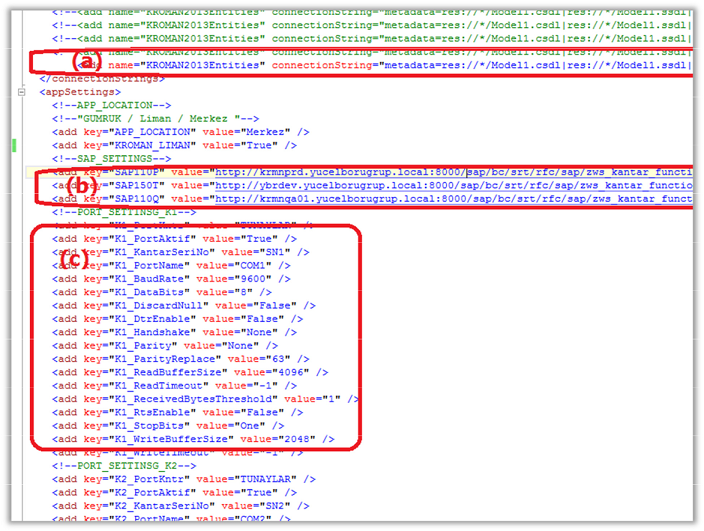 <!--<add name="KROMAN2013Entities" connectionString="metadata=res://*/Model1.csdl|res://*/Model1.ssdl|
<!--<add name="KROMAN2013Entities" connectionString="metadata=res://*/Model1.csdl|res://*/Model1.ssdl|
<!--<add name="KROMAN2013Entities" connectionString="metadata=res://*/Model1.csdl|res://*/Model1.ssdl|
<!--<add name="KROMAN2013Entities" connectionString="metadata=res://*/Model1.csdl|res://*/Model1.ssdl|
(a)
name="KROMAN2013Entities" connectionString="metadata=res://*/Model1.csdl|res://*/Model1.ssdl|
</connectionStrings>
<appSettings>
<!--APP_LOCATION-->
<!--"GUMRUK / Liman / Merkez "-->
<add key="APP_LOCATION" value="Merkez" />
<add key="KROMAN_LIMAN" value="True" />
<!--SAP_SETTINGS-->
<add key="SAP110P" value="http://krmnprd.yucelborugrup.local:8000/sap/bc/srt/rfc/sap/zws_kantar_functio
(b)
<add key="SAP150T" value="http://ybrdev.yucelborugrup.local:8000/sap/bc/srt/rfc/sap/zws_kantar_functio
<add key="SAP110Q" value="http://krmnqa01.yucelborugrup.local:8000/sap/bc/srt/rfc/sap/zws_kantar_funct
<!--PORT_SETTINSG_K1-->
<add key="K1_PortKntr" value="TUNAYLAR" />
<add key="K1_PortAktif" value="True" />
(c)
<add key="K1_KantarSeriNo" value="SN1" />
<add key="K1_PortName" value="COM1" />
<add key="K1_BaudRate" value="9600" />
<add key="K1_DataBits" value="8" />
<add key="K1_DiscardNull" value="False" />
<add key="K1_DtrEnable" value="False" />
<add key="K1_Handshake" value="None" />
<add key="K1_Parity" value="None" />
<add key="K1_ParityReplace" value="63" />
<add key="K1_ReadBufferSize" value="4096" />
<add key="K1_ReadTimeout" value="-1" />
<add key="K1_ReceivedBytesThreshold" value="1" />
<add key="K1_RtsEnable" value="False" />
<add key="K1_StopBits" value="One" />
<add key="K1_WriteBufferSize" value="2048" />
<add key="K1_WriteTimeout" value="-1" />
<!--PORT_SETTINSG_K2-->
<add key="K2_PortKntr" value="TUNAYLAR" />
<add key="K2_PortAktif" value="True" />
<add key="K2_KantarSeriNo" value="SN2" />
<add key="K2_PortName" value="COM2" />